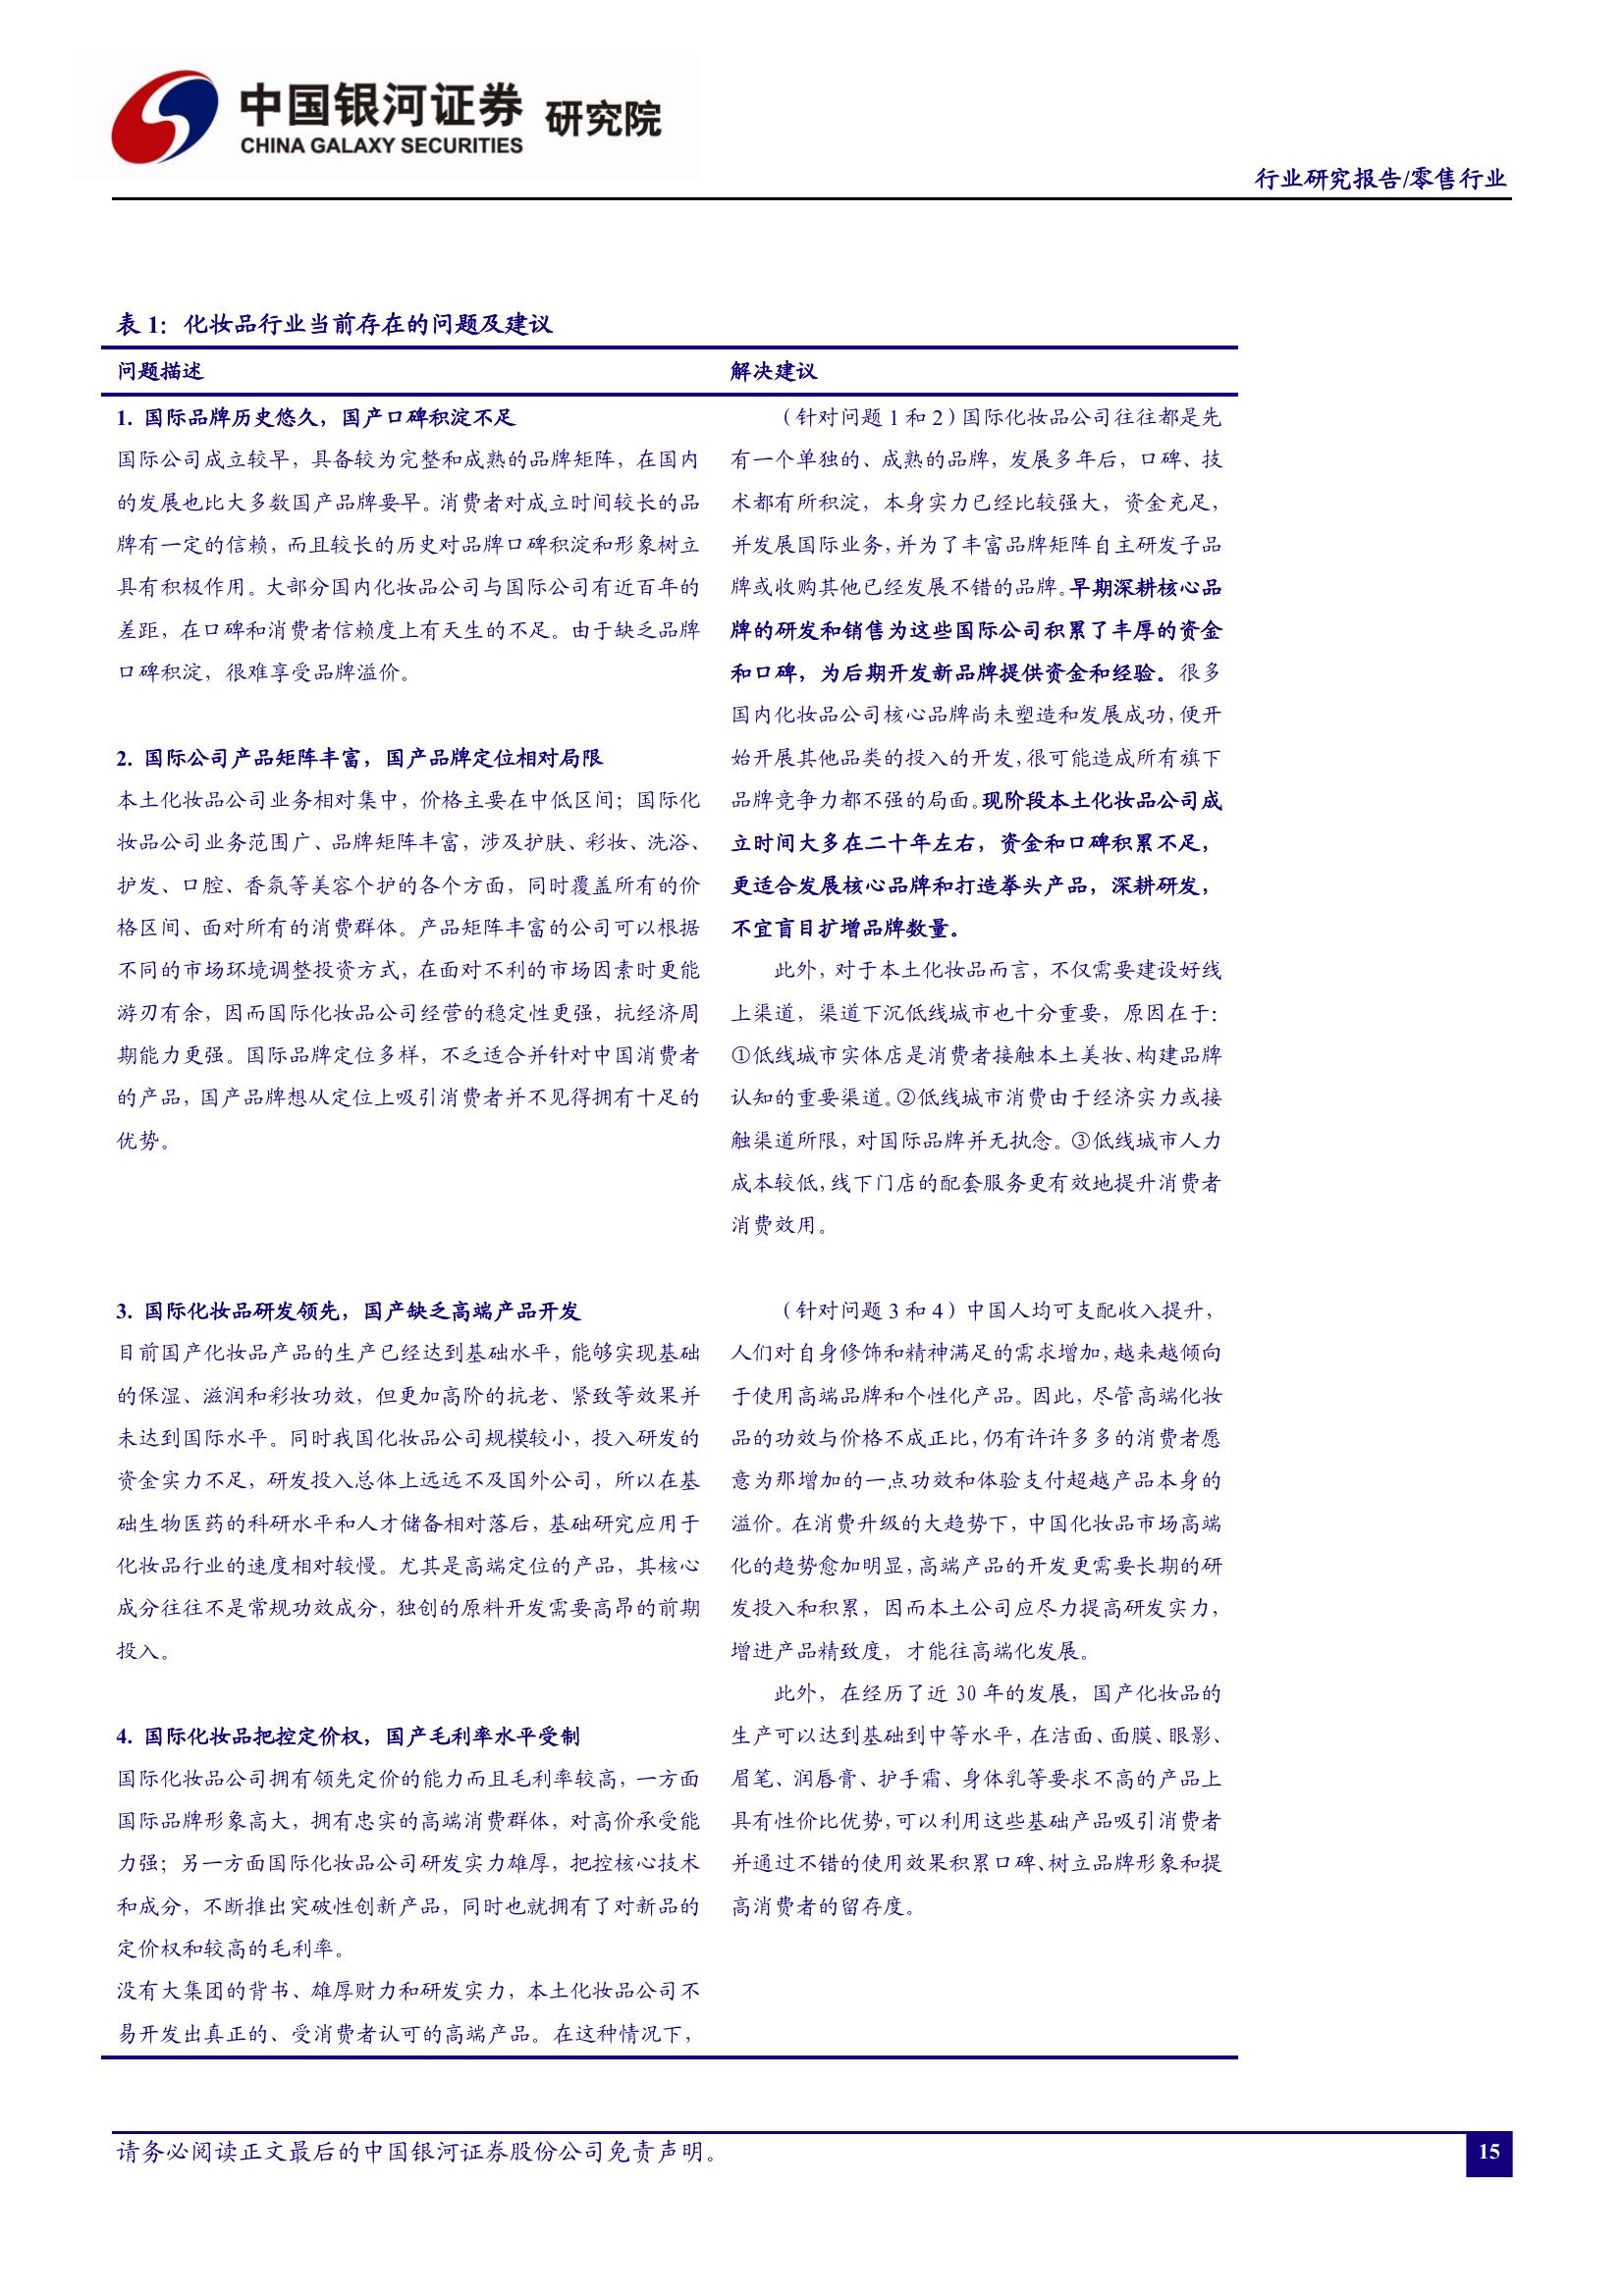 中国银河证券 研究院
CHINA GALAXY SECURITIES
行业研究报告/零售行业
表 1：化妆品行业当前存在的问题及建议
问题描述
解决建议
1. 国际品牌历史悠久，国产口碑积淀不足
国际公司成立较早，具备较为完整和成熟的品牌矩阵，在国内
的发展也比大多数国产品牌要早。消费者对成立时间较长的品
牌有一定的信赖，而且较长的历史对品牌口碑积淀和形象树立
具有积极作用。大部分国内化妆品公司与国际公司有近百年的
差距，在口碑和消费者信赖度上有天生的不足。由于缺乏品牌
口碑积淀，很难享受品牌溢价。
2. 国际公司产品矩阵丰富，国产品牌定位相对局限
本土化妆品公司业务相对集中，价格主要在中低区间；国际化
妆品公司业务范围广、品牌矩阵丰富，涉及护肤、彩妆、洗浴、
护发、口腔、香氛等美容个护的各个方面，同时覆盖所有的价
格区间、面对所有的消费群体。产品矩阵丰富的公司可以根据
不同的市场环境调整投资方式，在面对不利的市场因素时更能
游刃有余，因而国际化妆品公司经营的稳定性更强，抗经济周
期能力更强。国际品牌定位多样，不乏适合并针对中国消费者
的产品，国产品牌想从定位上吸引消费者并不见得拥有十足的
优势。
（针对问题 1 和 2）国际化妆品公司往往都是先
有一个单独的、成熟的品牌，发展多年后，口碑、技
术都有所积淀，本身实力已经比较强大，资金充足，
并发展国际业务，并为了丰富品牌矩阵自主研发子品
牌或收购其他已经发展不错的品牌。早期深耕核心品
牌的研发和销售为这些国际公司积累了丰厚的资金
和口碑，为后期开发新品牌提供资金和经验。很多
国内化妆品公司核心品牌尚未塑造和发展成功，便开
始开展其他品类的投入的开发，很可能造成所有旗下
品牌竞争力都不强的局面。现阶段本土化妆品公司成
立时间大多在二十年左右，资金和口碑积累不足，
更适合发展核心品牌和打造拳头产品，深耕研发，
不宜盲目扩增品牌数量。
此外，对于本土化妆品而言，不仅需要建设好线
上渠道，渠道下沉低线城市也十分重要，原因在于：
①低线城市实体店是消费者接触本土美妆、构建品牌
认知的重要渠道。②低线城市消费由于经济实力或接
触渠道所限，对国际品牌并无执念。③低线城市人力
成本较低，线下门店的配套服务更有效地提升消费者
消费效用。
3. 国际化妆品研发领先，国产缺乏高端产品开发
目前国产化妆品产品的生产已经达到基础水平，能够实现基础
的保湿、滋润和彩妆功效，但更加高阶的抗老、紧致等效果并
未达到国际水平。同时我国化妆品公司规模较小，投入研发的
资金实力不足，研发投入总体上远远不及国外公司，所以在基
础生物医药的科研水平和人才储备相对落后，基础研究应用于
化妆品行业的速度相对较慢。尤其是高端定位的产品，其核心
成分往往不是常规功效成分，独创的原料开发需要高昂的前期
投入。
4. 国际化妆品把控定价权，国产毛利率水平受制
国际化妆品公司拥有领先定价的能力而且毛利率较高，一方面
国际品牌形象高大，拥有忠实的高端消费群体，对高价承受能
力强；另一方面国际化妆品公司研发实力雄厚，把控核心技术
和成分，不断推出突破性创新产品，同时也就拥有了对新品的
定价权和较高的毛利率。
没有大集团的背书、雄厚财力和研发实力，本土化妆品公司不
易开发出真正的、受消费者认可的高端产品。在这种情况下，
（针对问题 3 和 4）中国人均可支配收入提升，
人们对自身修饰和精神满足的需求增加，越来越倾向
于使用高端品牌和个性化产品。因此，尽管高端化妆
品的功效与价格不成正比，仍有许许多多的消费者愿
意为那增加的一点功效和体验支付超越产品本身的
溢价。在消费升级的大趋势下，中国化妆品市场高端
化的趋势愈加明显，高端产品的开发更需要长期的研
发投入和积累，因而本土公司应尽力提高研发实力，
增进产品精致度，才能往高端化发展。
此外，在经历了近 30 年的发展，国产化妆品的
生产可以达到基础到中等水平，在洁面、面膜、眼影、
眉笔、润唇膏、护手霜、身体乳等要求不高的产品上
具有性价比优势，可以利用这些基础产品吸引消费者
并通过不错的使用效果积累口碑、树立品牌形象和提
高消费者的留存度。
请务必阅读正文最后的中国银河证券股份公司免责声明。
15